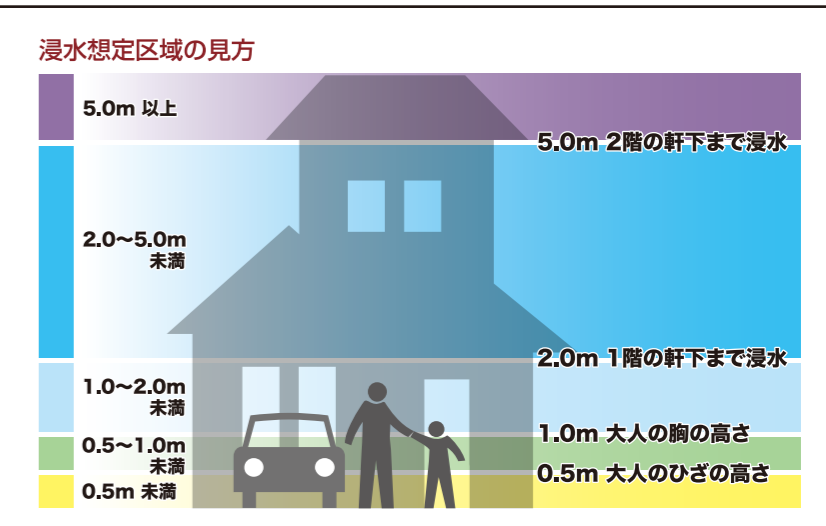 浸水想定区域の見方
5.0m 以上
5.0m 2階の軒下まで浸水
2.0〜5.0m
未満
2.0m 1階の軒下まで浸水
1.0〜2.0m
未満
1.0m 大人の胸の高さ
0.5〜1.0m
未満
0.5m 大人のひざの高さ
0.5m 未満